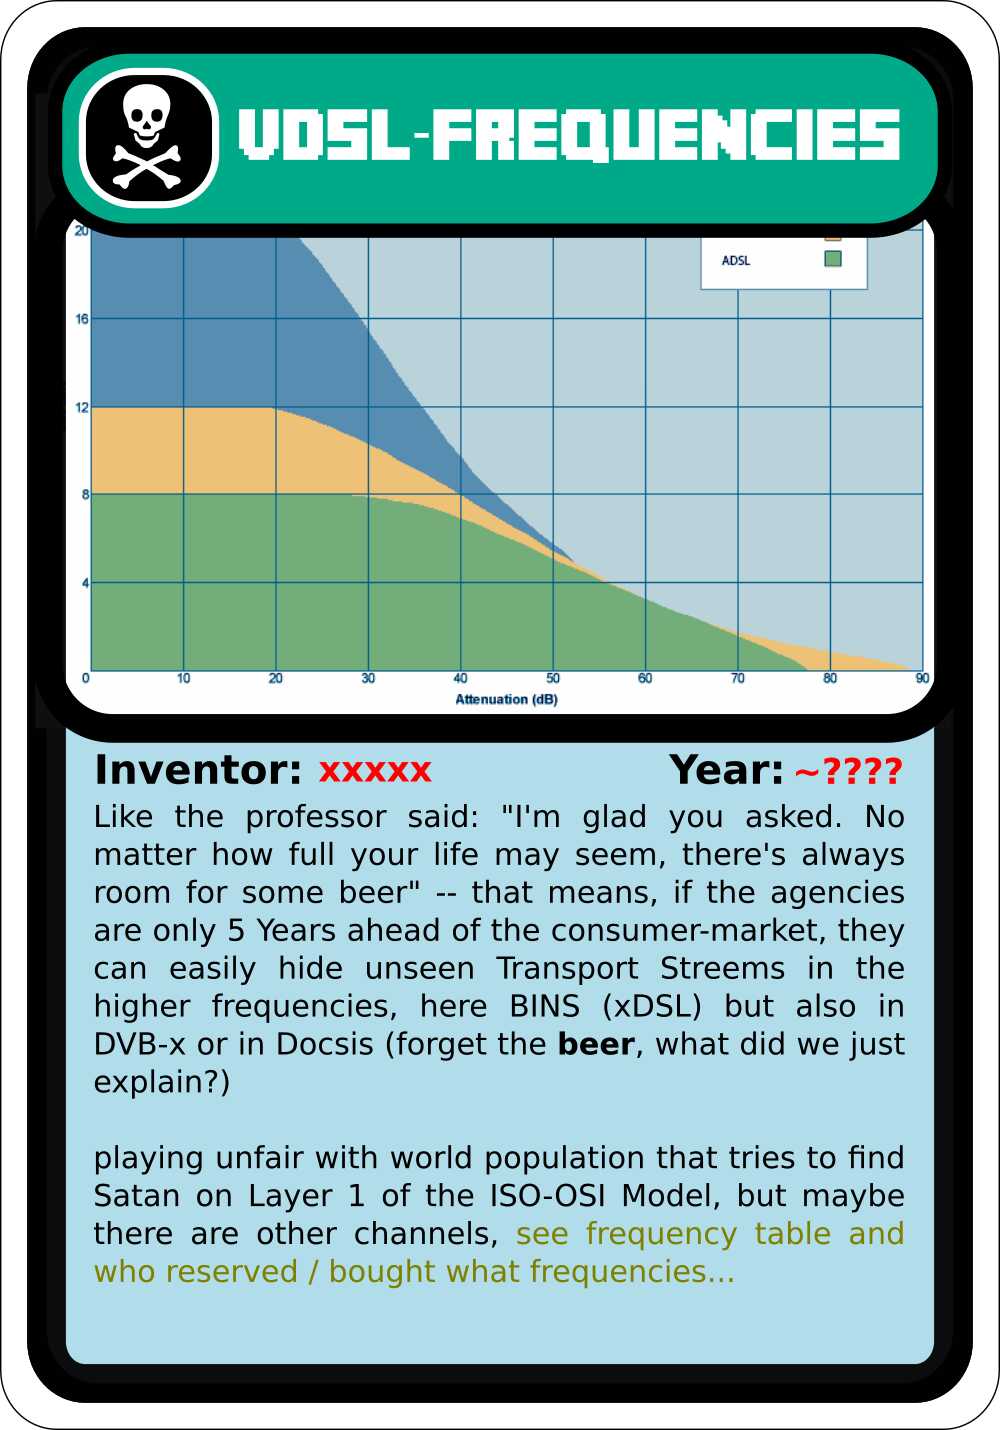 VDSL-FREQUENCIES
20
ADSL
16
12
8
4
0 10 20 30 40 50 60 70 80 90
Attenuation (dB)
Inventor: xxxxx Year: ~????
Like the professor said: "I'm glad you asked. No
matter how full your life may seem, there's always
room for some beer" -- that means, if the agencies
are only 5 Years ahead of the consumer-market, they
can easily hide unseen Transport Streems in the
higher frequencies, here BINS (xDSL) but also in
DVB-x or in Docsis (forget the beer, what did we just
explain?)
playing unfair with world population that tries to find
Satan on Layer 1 of the ISO-OSI Model, but maybe
there are other channels, see frequency table and
who reserved / bought what frequencies...